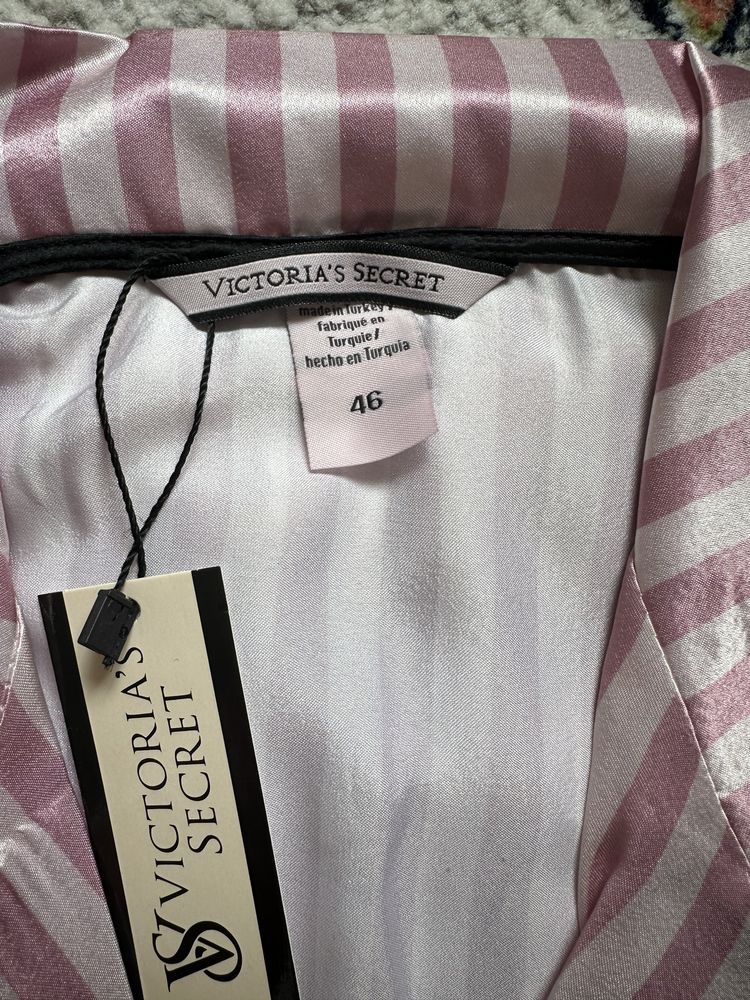 VICTORIA'S SECRET
made in Turkey /
fabriqué en
Turquie/
hecho en Turquia
46
VICTORIA'S
SECRET
VS